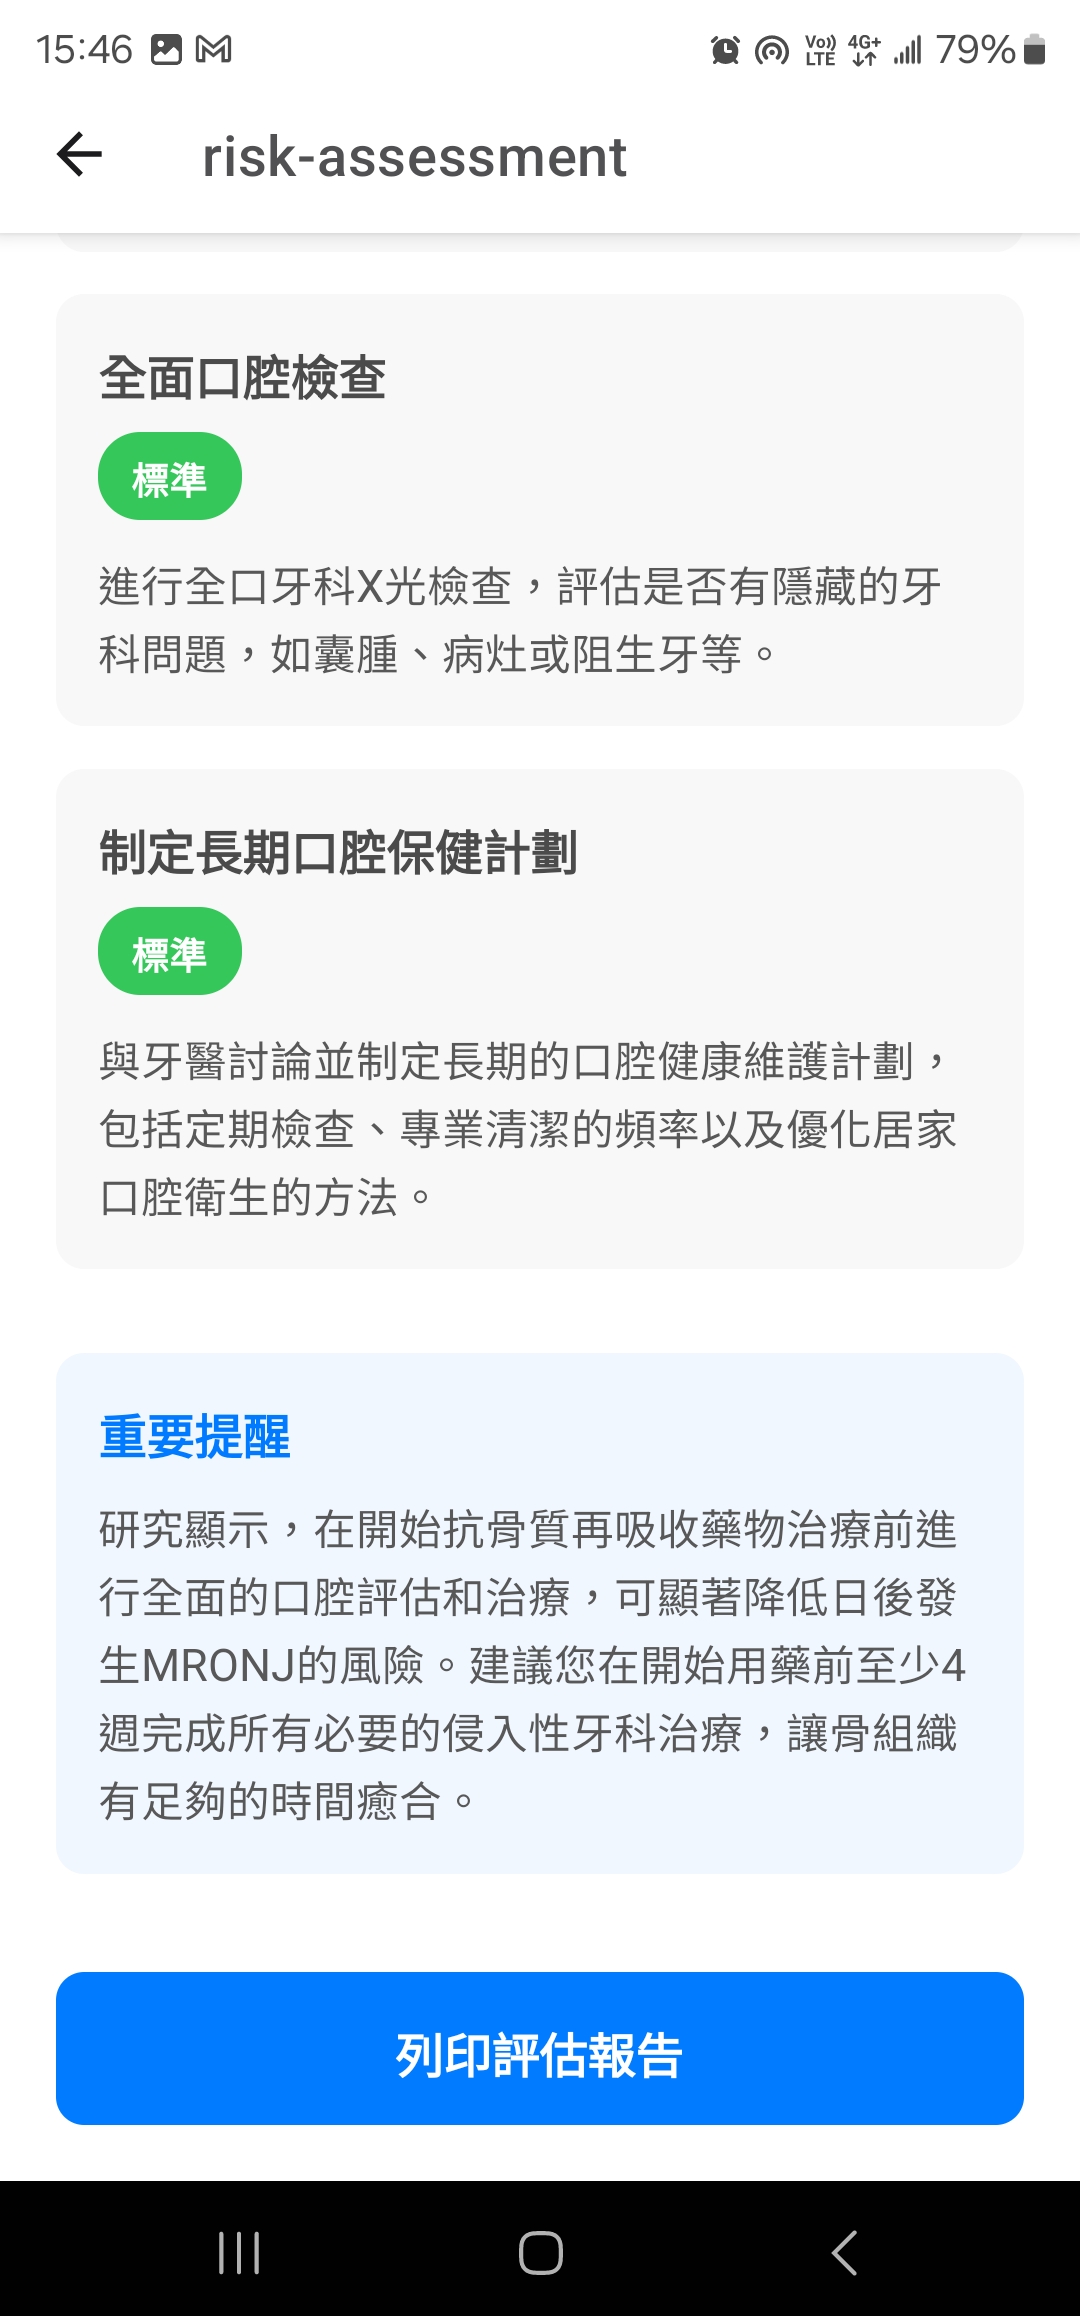 15:46
Vo)) LTE 4G+ 79%
risk-assessment
全面口腔檢查
標準
進行全口牙科X光檢查，評估是否有隱藏的牙
科問題，如囊腫、病灶或阻生牙等。
制定長期口腔保健計劃
標準
與牙醫討論並制定長期的口腔健康維護計劃，
包括定期檢查、專業清潔的頻率以及優化居家
口腔衛生的方法。
重要提醒
研究顯示，在開始抗骨質再吸收藥物治療前進
行全面的口腔評估和治療，可顯著降低日後發
生MRONJ的風險。建議您在開始用藥前至少4
週完成所有必要的侵入性牙科治療，讓骨組織
有足夠的時間癒合。
列印評估報告